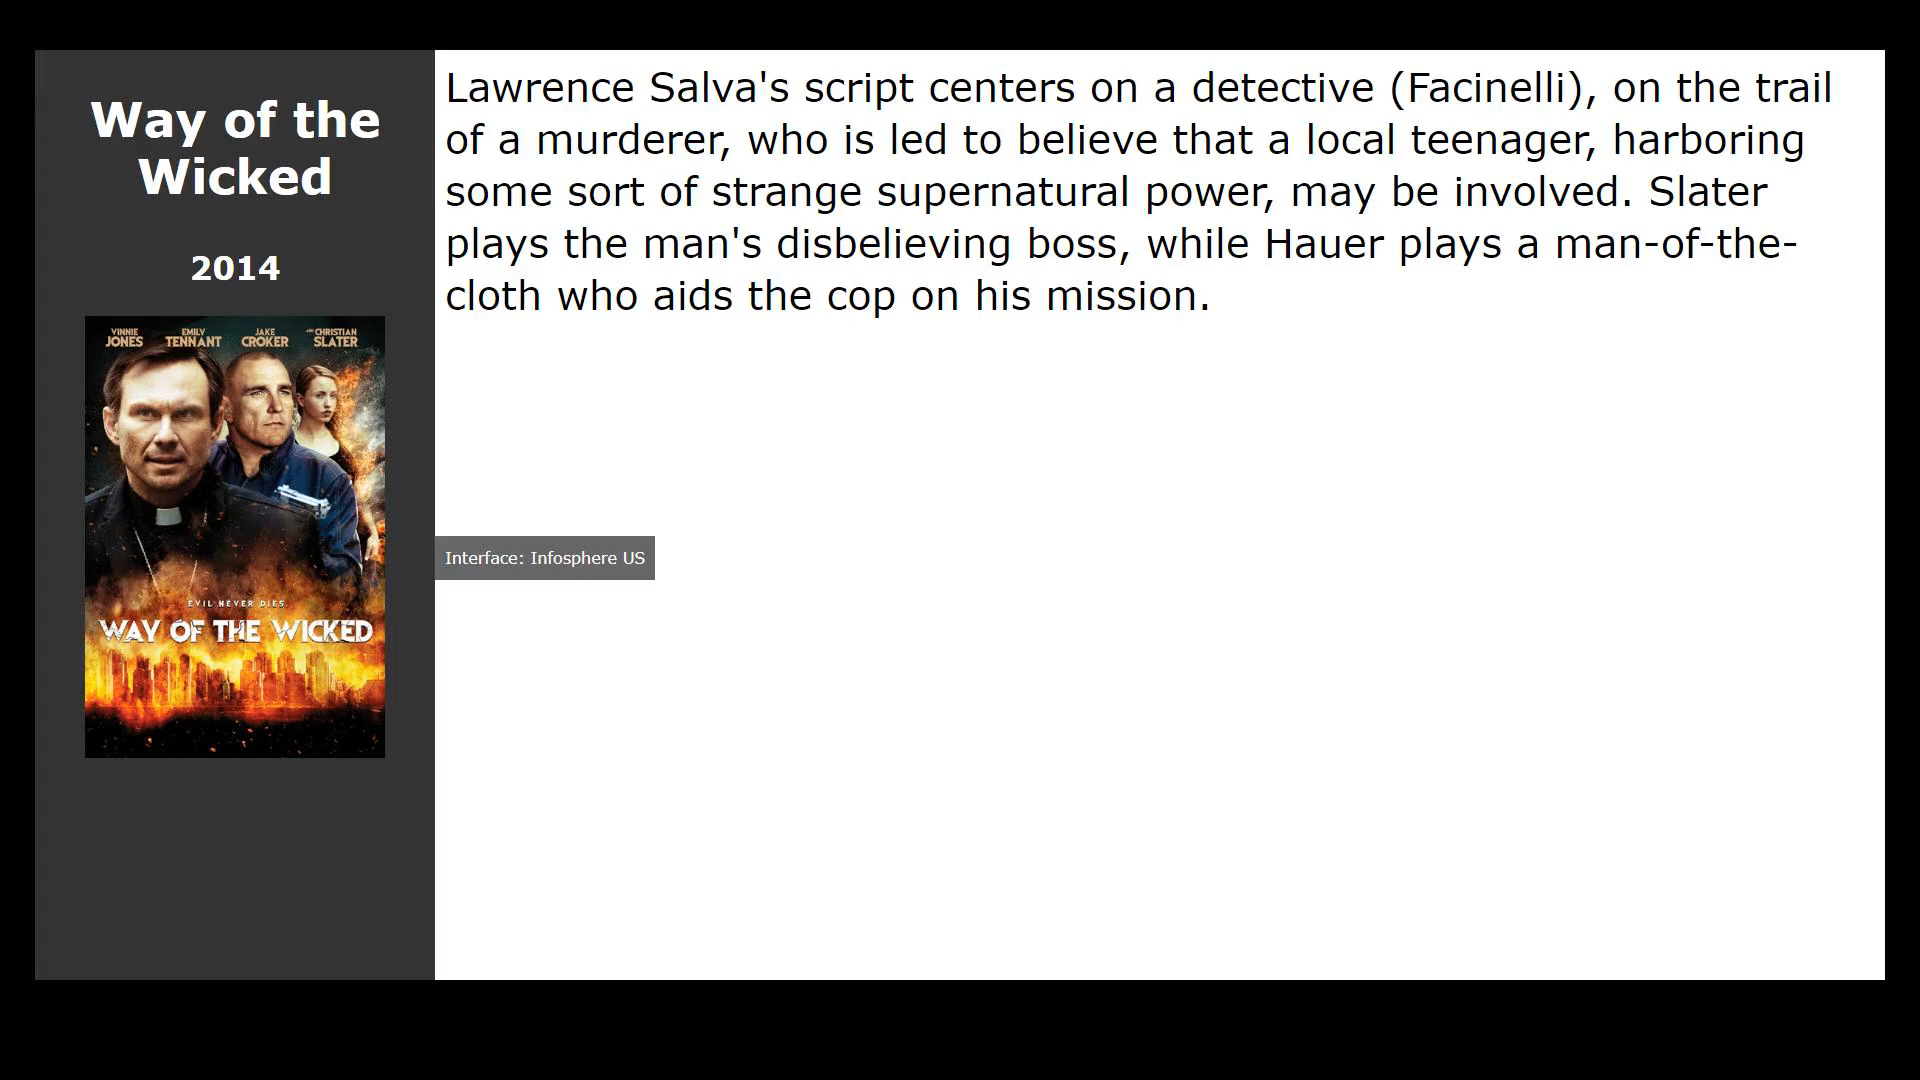 Way of the
Wicked
2014
VINNIE JONES
EMILY TENNANT
JAKE CROKER
AND CHRISTIAN SLATER
EVIL NEVER DIES.
WAY OF THE WICKED
Lawrence Salva's script centers on a detective (Facinelli), on the trail
of a murderer, who is led to believe that a local teenager, harboring
some sort of strange supernatural power, may be involved. Slater
plays the man's disbelieving boss, while Hauer plays a man-of-the-
cloth who aids the cop on his mission.
Interface: Infosphere US